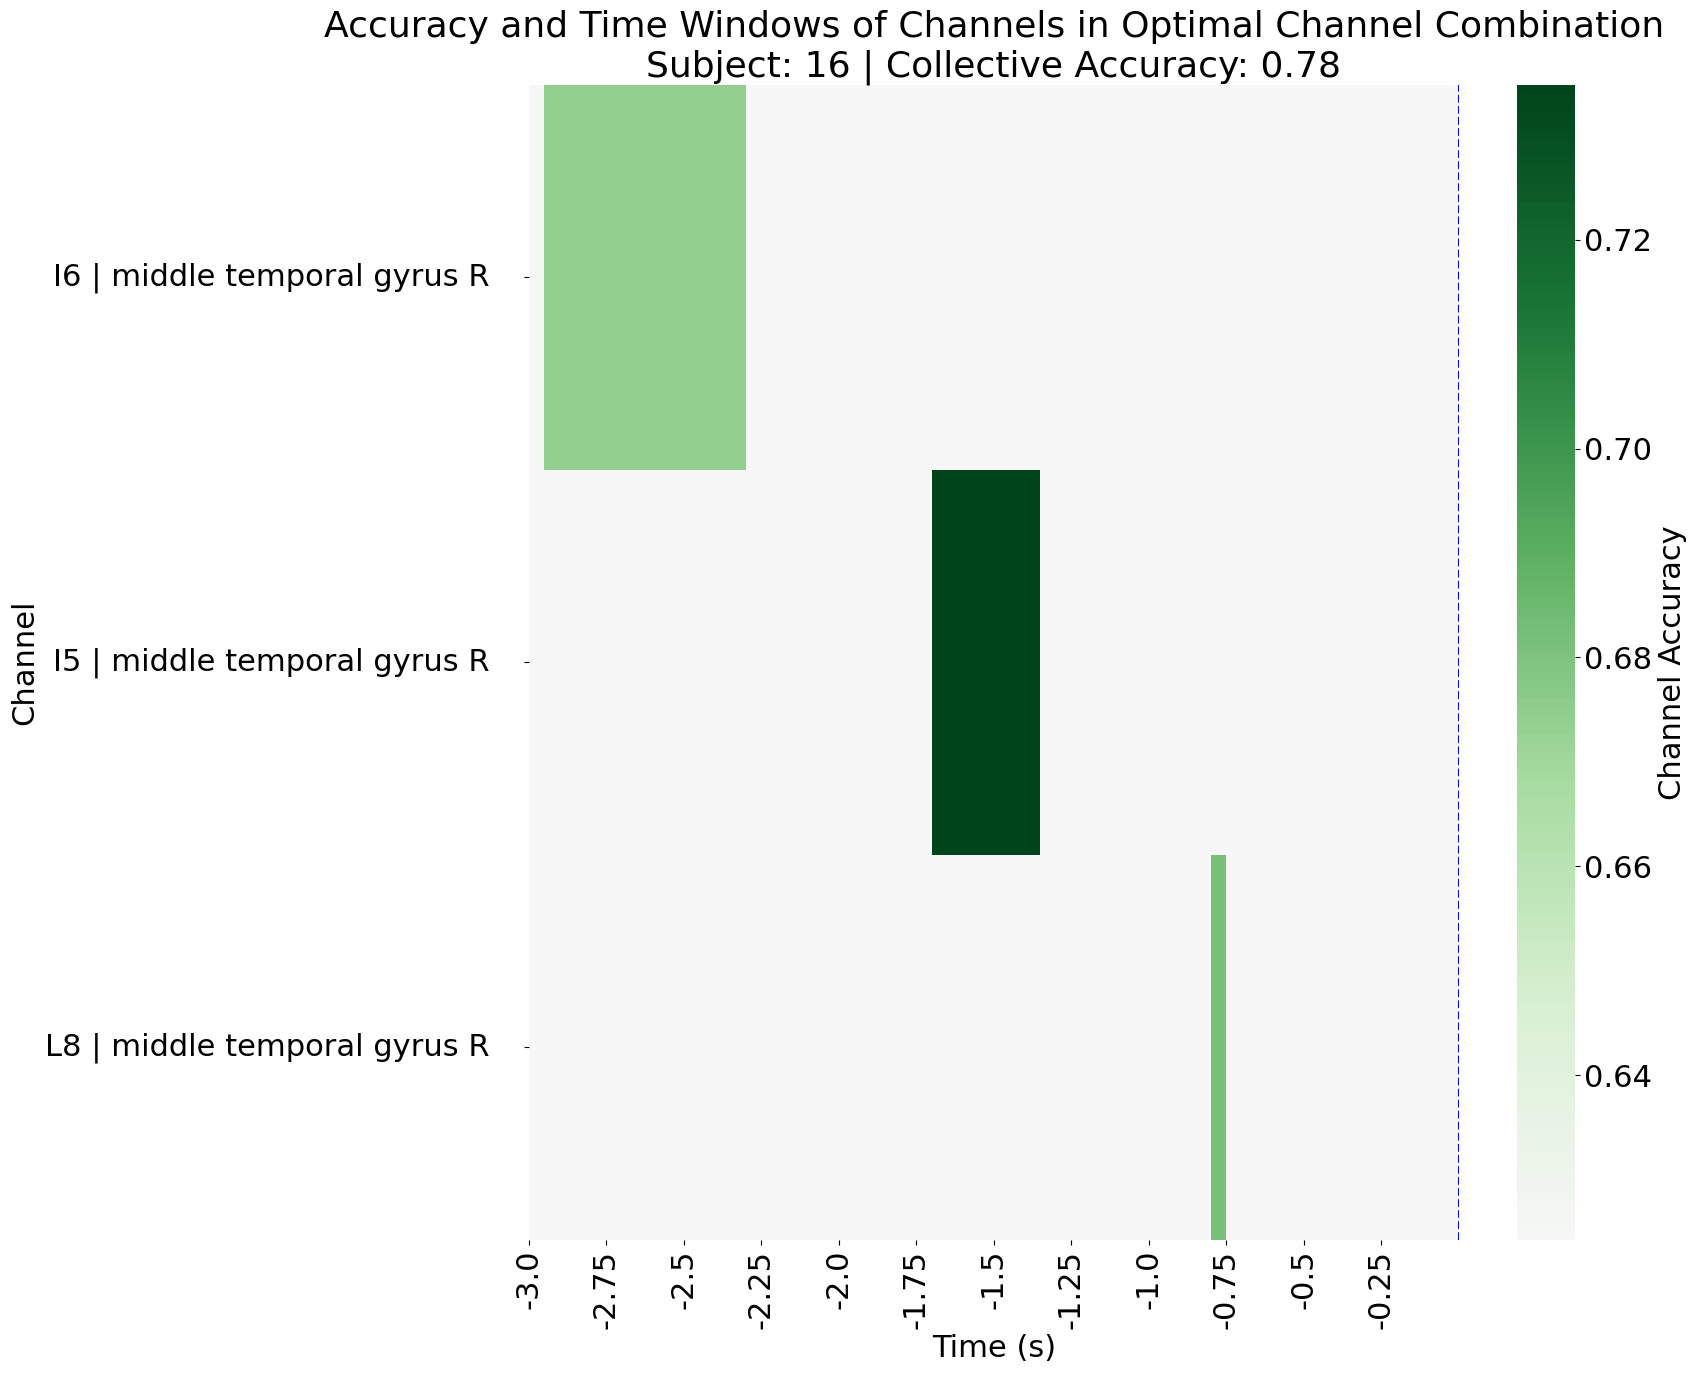 Accuracy and Time Windows of Channels in Optimal Channel Combination
Subject: 16 | Collective Accuracy: 0.78
Channel
I6 | middle temporal gyrus R
I5 | middle temporal gyrus R
L8 | middle temporal gyrus R
-3.0
-2.75
-2.5
-2.25
-2.0
-1.75
-1.5
-1.25
-1.0
-0.75
-0.5
-0.25
Time (s)
0.72
0.70
0.68
0.66
0.64
Channel Accuracy